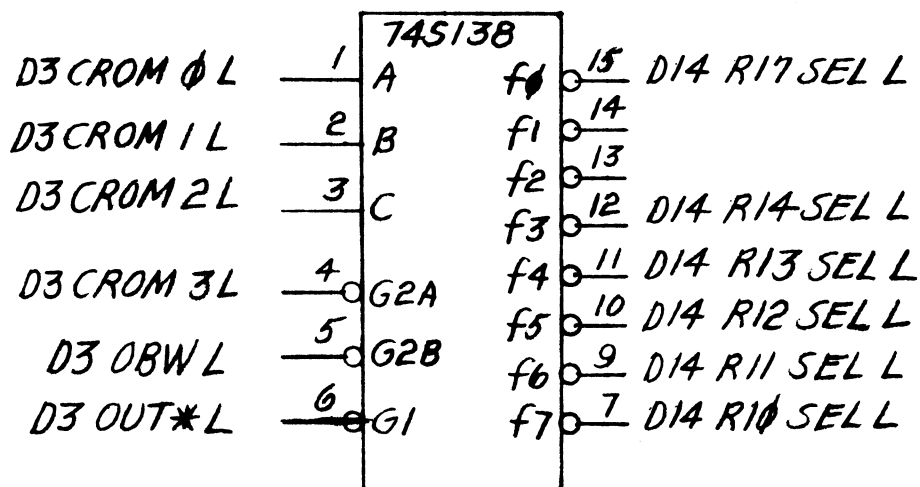 74S138
D3 CROM 0 L 1 A f0 15 D14 R17 SEL L
D3 CROM 1 L 2 B f1 14
f2 13
D3 CROM 2 L 3 C f3 12 D14 R14 SEL L
D3 CROM 3 L 4 G2A f4 11 D14 R13 SEL L
D3 OBW L 5 G2B f5 10 D14 R12 SEL L
f6 9 D14 R11 SEL L
D3 OUT* L 6 G1 f7 7 D14 R10 SEL L